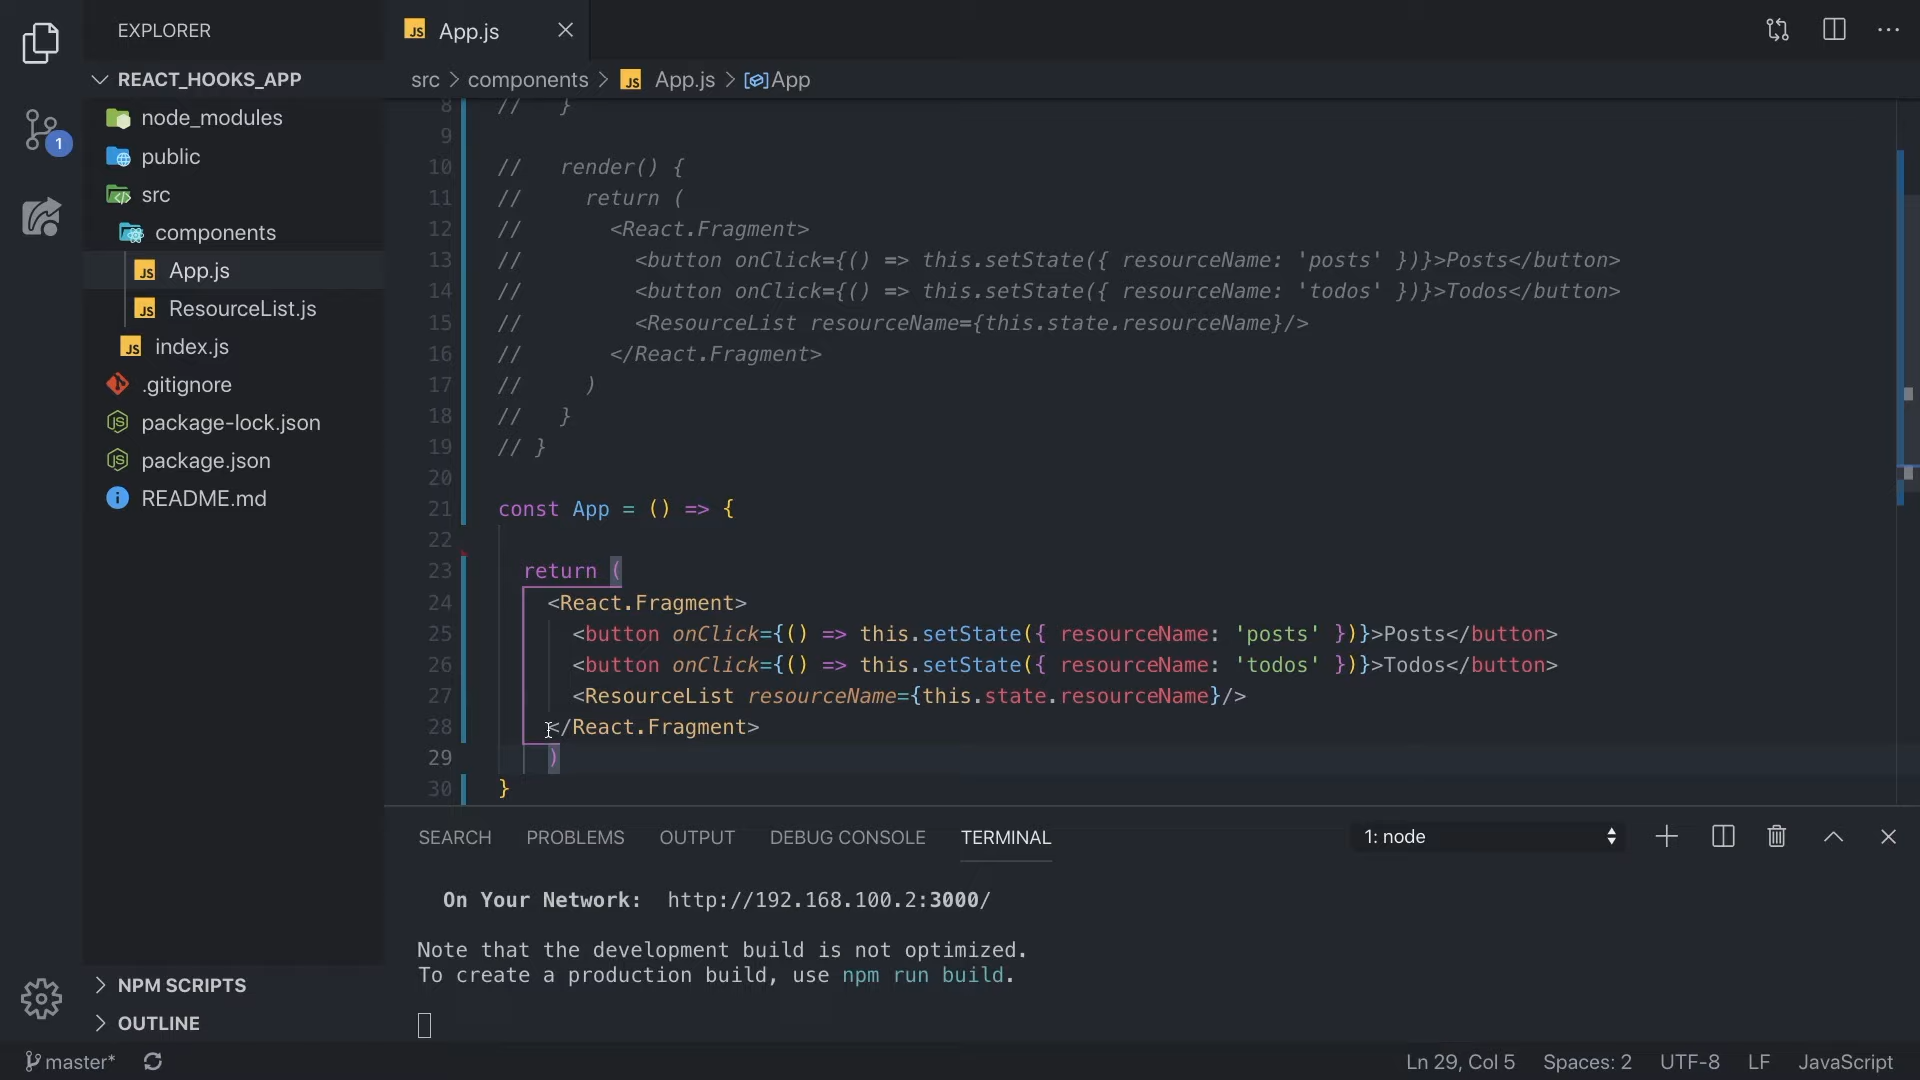 EXPLORER
App.js
REACT_HOOKS_APP
src > components > App.js > App
1
node_modules
public
src
components
App.js
ResourceList.js
index.js
.gitignore
package-lock.json
package.json
README.md
NPM SCRIPTS
OUTLINE
8 //   }
9
10 //   render() {
11 //     return (
12 //       <React.Fragment>
13 //         <button onClick={() => this.setState({ resourceName: 'posts' })}>Posts</button>
14 //         <button onClick={() => this.setState({ resourceName: 'todos' })}>Todos</button>
15 //         <ResourceList resourceName={this.state.resourceName}/>
16 //       </React.Fragment>
17 //     )
18 //   }
19 // }
20
21 const App = () => {
22
23   return (
24     <React.Fragment>
25       <button onClick={() => this.setState({ resourceName: 'posts' })}>Posts</button>
26       <button onClick={() => this.setState({ resourceName: 'todos' })}>Todos</button>
27       <ResourceList resourceName={this.state.resourceName}/>
28     </React.Fragment>
29     )
30 }
SEARCH PROBLEMS OUTPUT DEBUG CONSOLE TERMINAL 1: node
On Your Network:  http://192.168.100.2:3000/
Note that the development build is not optimized.
To create a production build, use npm run build.
master* Ln 29, Col 5 Spaces: 2 UTF-8 LF JavaScript